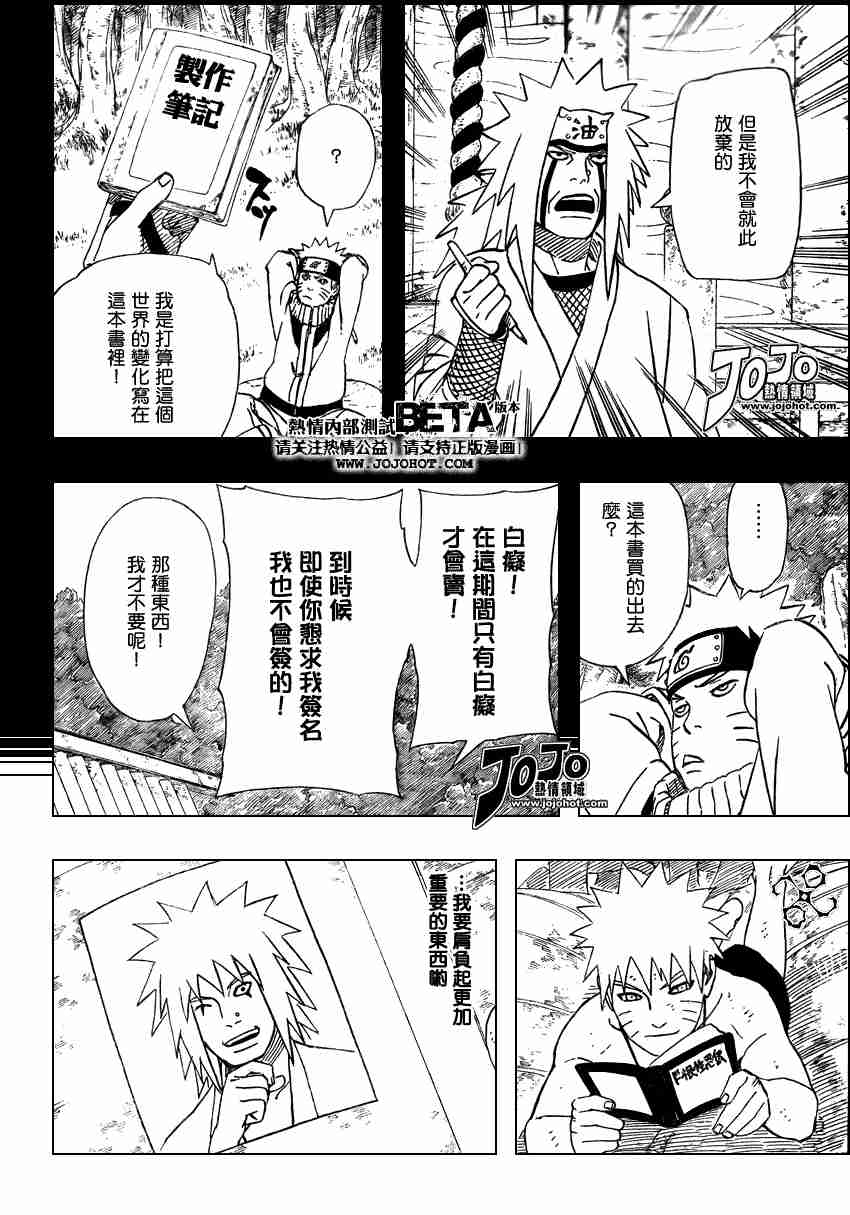 但是我不會就此
放棄的
油
JOJO
熱情領域
www.jojohot.com
？
製作
筆記
我是打算把這個
世界的變化寫在
這本書裡！
熱情內部測試BETA版本
请关注热情公益| 请支持正版漫画|
WWW.JOJOHOT.COM
……
這本書買的出去
麼？
白癡！
在這期間只有白癡
才會賣！
到時候
即使你懇求我簽名
我也不會簽的！
那種東西！
我才不要呢！
JOJO
熱情領域
www.jojohot.com
…我要肩負起更加
重要的東西喲